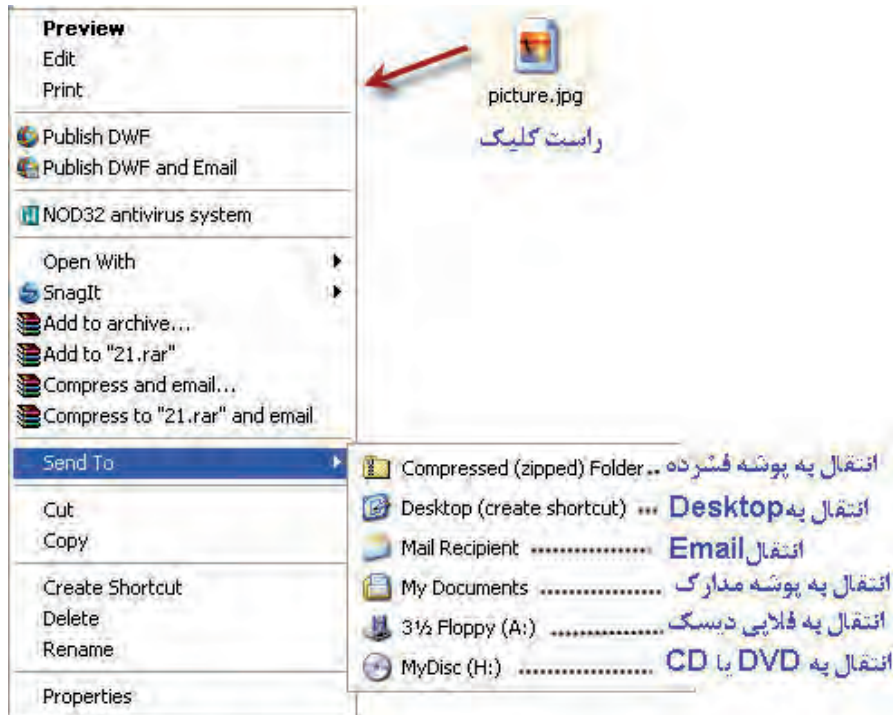 Preview
Edit
Print
picture.jpg
راست کلیک
Publish DWF
Publish DWF and Email
NOD32 antivirus system
Open With
SnagIt
Add to archive...
Add to "21.rar"
Compress and email...
Compress to "21.rar" and email
Send To
Compressed (zipped) Folder .. انتقال به پوشه فشرده
Desktop (create shortcut) .... انتقال به Desktop
Mail Recipient ................. انتقال Email
My Documents ................. انتقال به پوشه مدارک
3½ Floppy (A:) ............... انتقال به فلاپی دیسک
MyDisc (H:) .................. انتقال به DVD یا CD
Cut
Copy
Create Shortcut
Delete
Rename
Properties